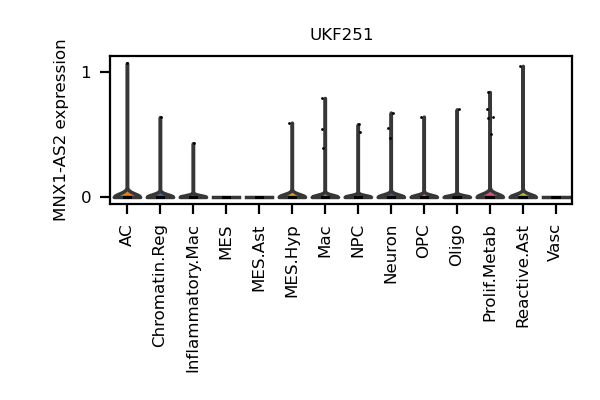 UKF251
MNX1-AS2 expression
1
0
AC
Chromatin.Reg
Inflammatory.Mac
MES
MES.Ast
MES.Hyp
Mac
NPC
Neuron
OPC
Oligo
Prolif.Metab
Reactive.Ast
Vasc